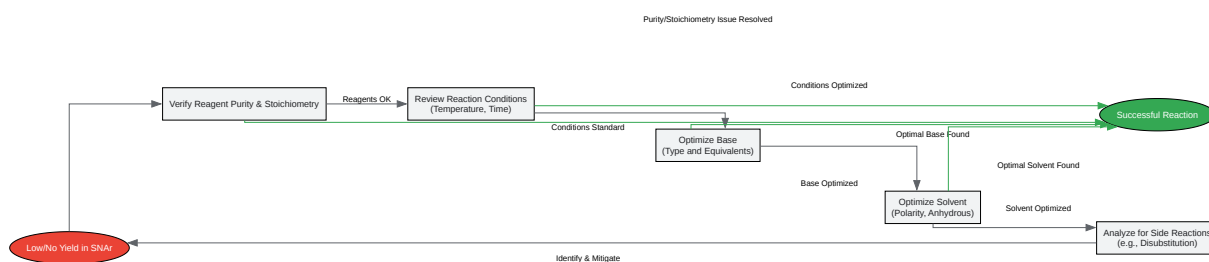 Purity/Stoichiometry Issue Resolved
Conditions Optimized
Verify Reagent Purity & Stoichiometry
Reagents OK
Review Reaction Conditions
(Temperature, Time)
Successful Reaction
Conditions Standard
Optimize Base
(Type and Equivalents)
Optimal Base Found
Optimal Solvent Found
Base Optimized
Optimize Solvent
(Polarity, Anhydrous)
Solvent Optimized
Analyze for Side Reactions
(e.g., Disubstitution)
Low/No Yield in SNAr
Identify & Mitigate